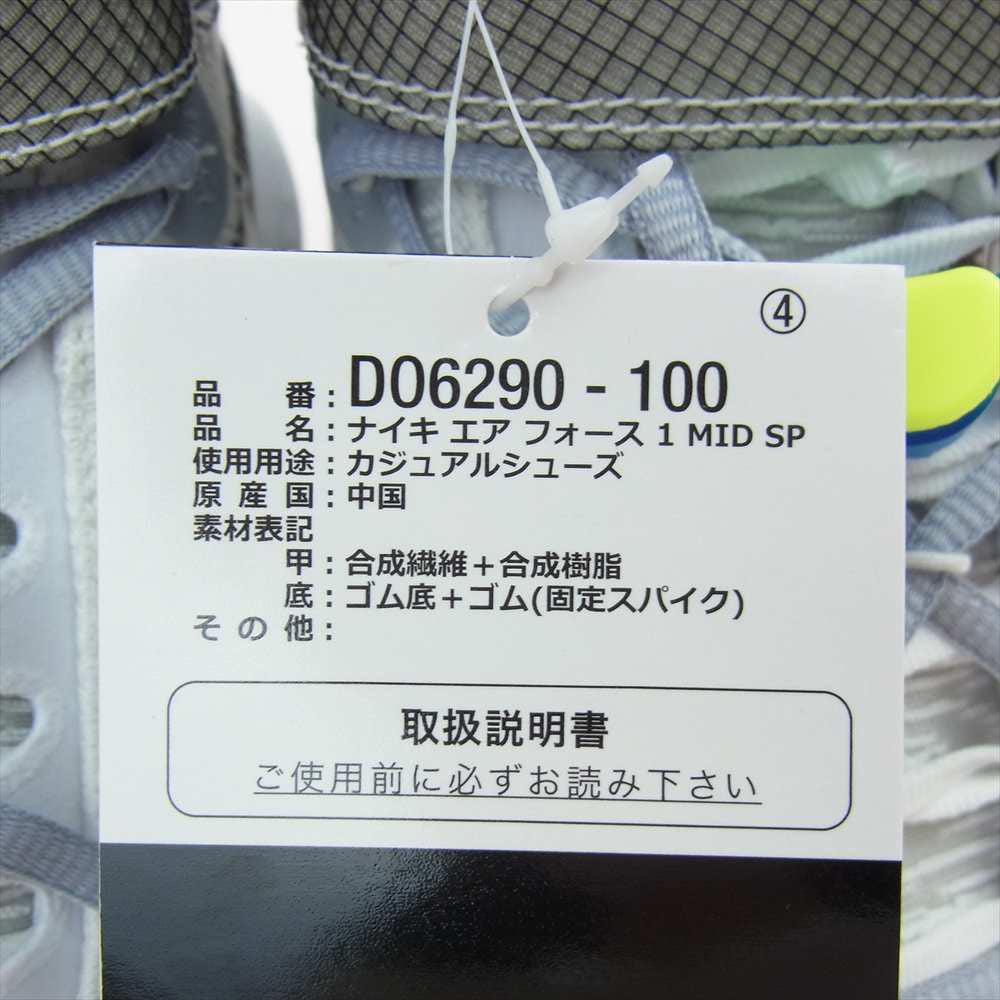 ④
品番：DO6290 - 100
品名：ナイキ エア フォース 1 MID SP
使用用途：カジュアルシューズ
原産国：中国
素材表記
甲：合成繊維＋合成樹脂
底：ゴム底＋ゴム(固定スパイク)
その他：
取扱説明書
ご使用前に必ずお読み下さい